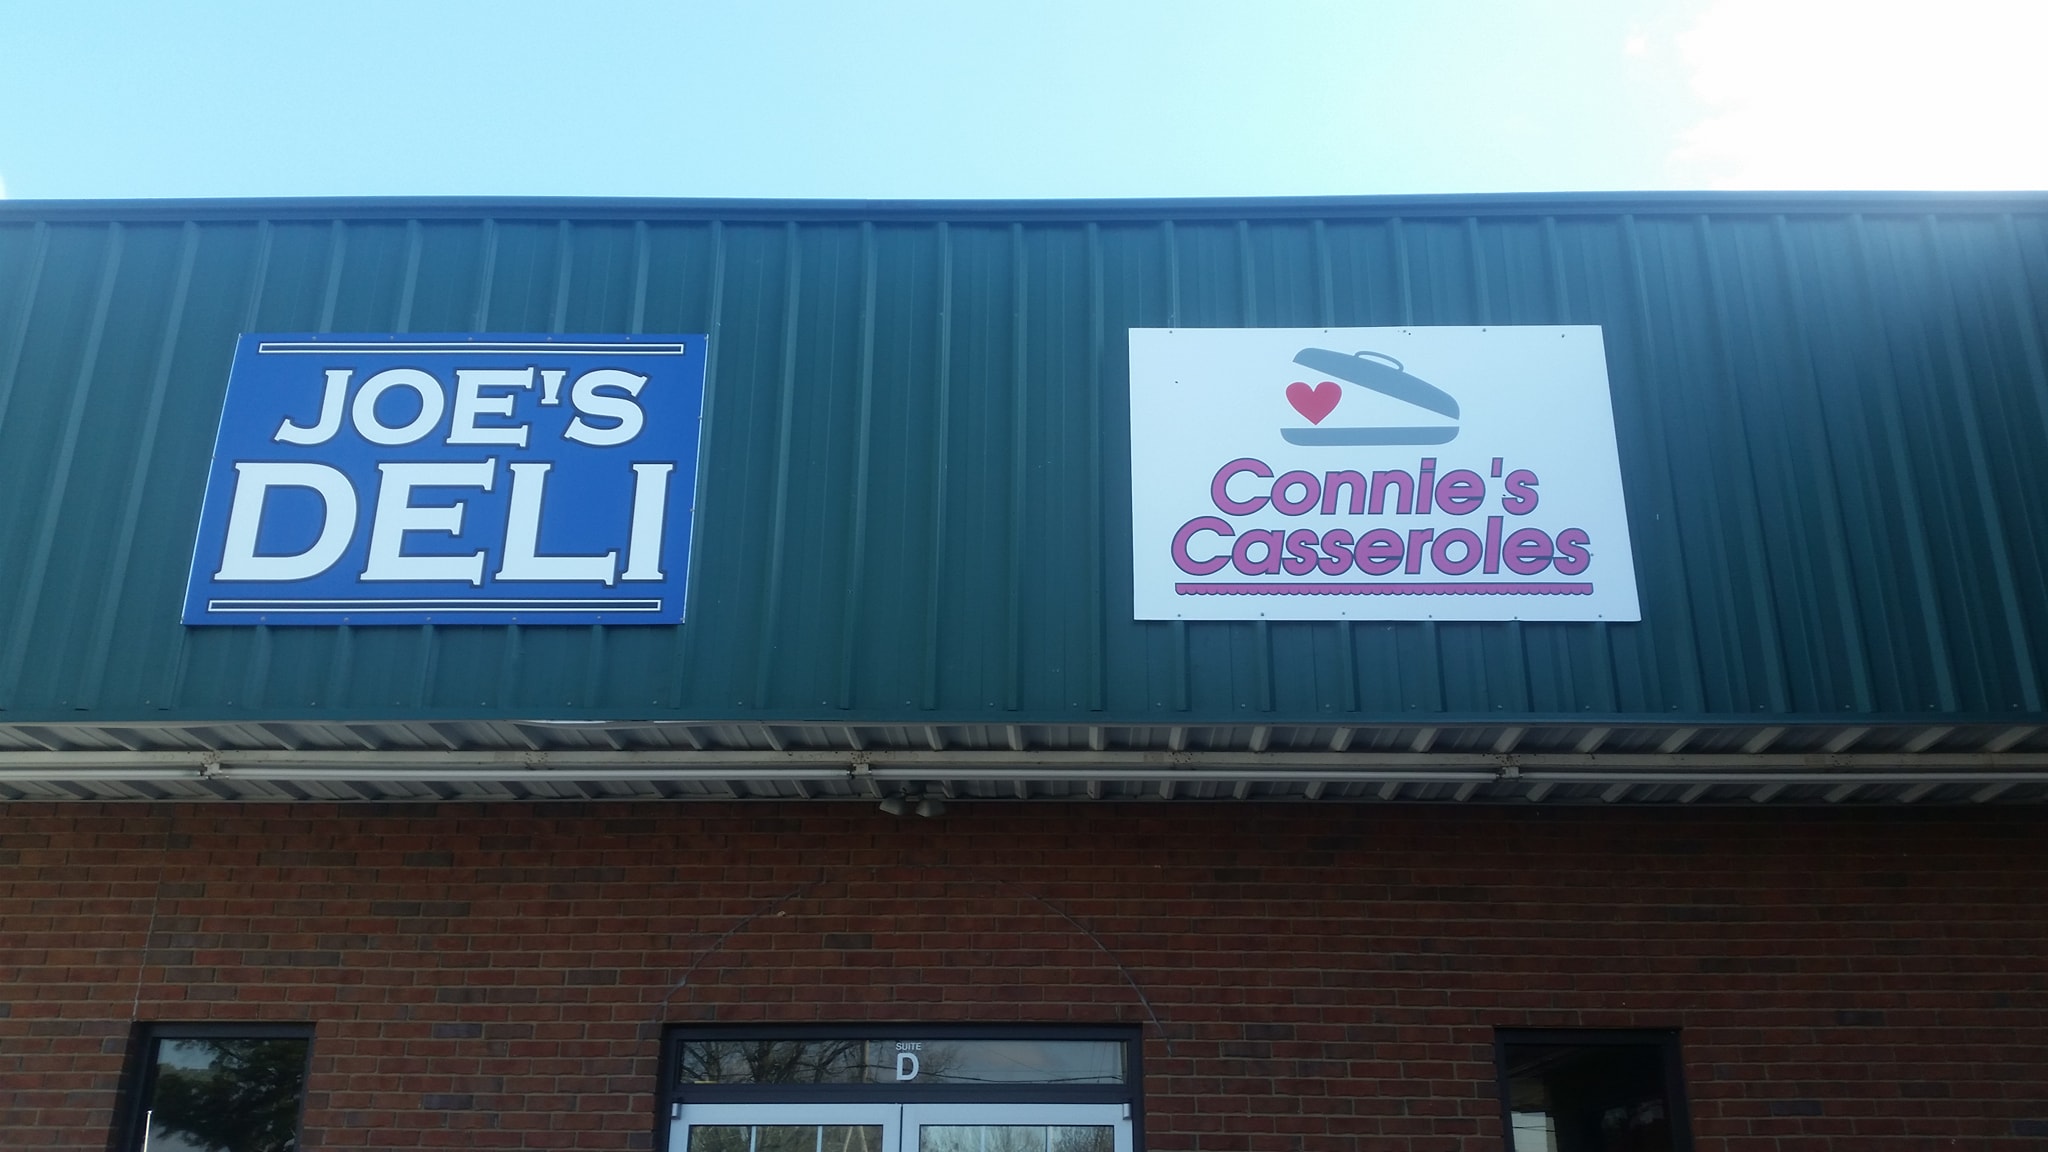 JOE'S
DELI
Connie's
Casseroles
SUITE
D